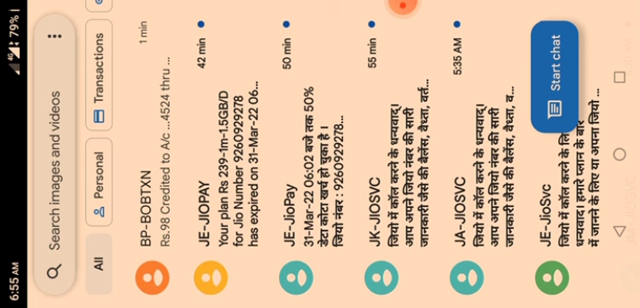 6:55 AM
4G 79%
Search images and videos
All
Personal
Transactions
BP-BOBTXN
1 min
Rs.98 Credited to A/c ...4524 thru ...
JE-JIOPAY
42 min
Your plan Rs 239-1m-1.5GB/D
for Jio Number 9260929278
has expired on 31-Mar-22 06...
JE-JioPay
50 min
31-Mar-22 06:02 बजे तक 50%
डेटा कोटा खर्च हो चुका है।
जियो नंबर : 9260929278...
JK-JIOSVC
55 min
जियो में कॉल करने के धन्यवाद!
आप अपने जियो नंबर की सारी
जानकारी जैसे की बैलेंस, वैधता, वर्त...
JA-JIOSVC
5:35 AM
जियो में कॉल करने के धन्यवाद!
आप अपने जियो नंबर की सारी
जानकारी जैसे की बैलेंस, वैधता, व...
JE-JioSvc
जियो में कॉल करने के लि
धन्यवाद। हमारे प्लान के बारे
में जानने के लिए या अपना जियो ...
Start chat